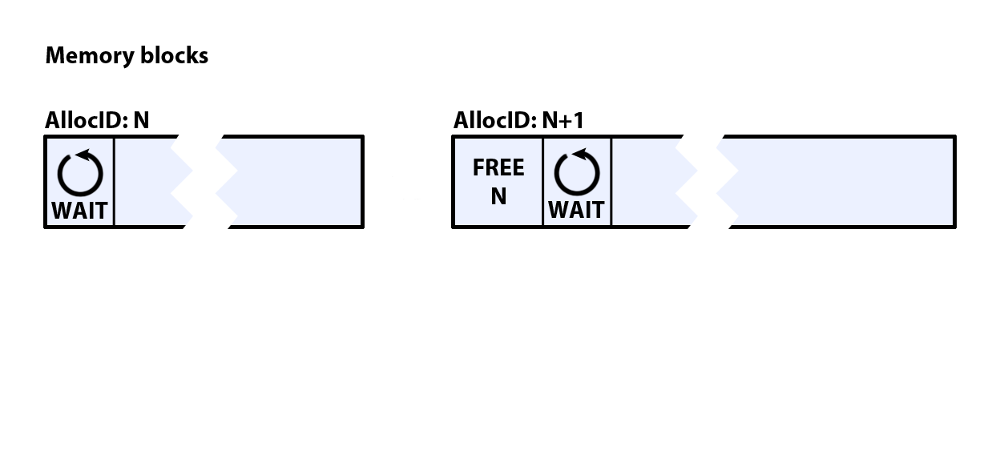 Memory blocks
AllocID: N
AllocID: N+1
WAIT
FREE
N
WAIT